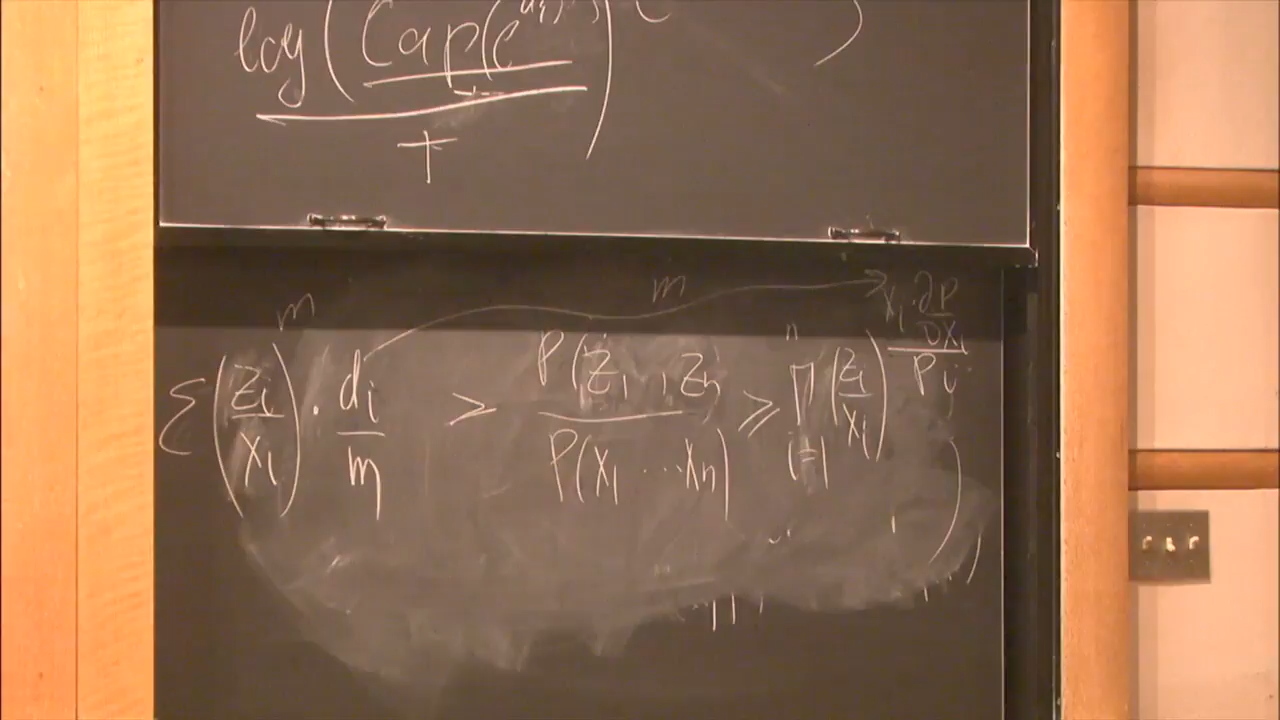 log(Cap(e
T
m
m
x_i · ∂P/∂x_i / P
Σ(z_i/x_i) · d_i/m > P(z_1 .., z_n)/P(x_1 ... x_n) ≥ n ∏ i=1 (z_i/x_i)